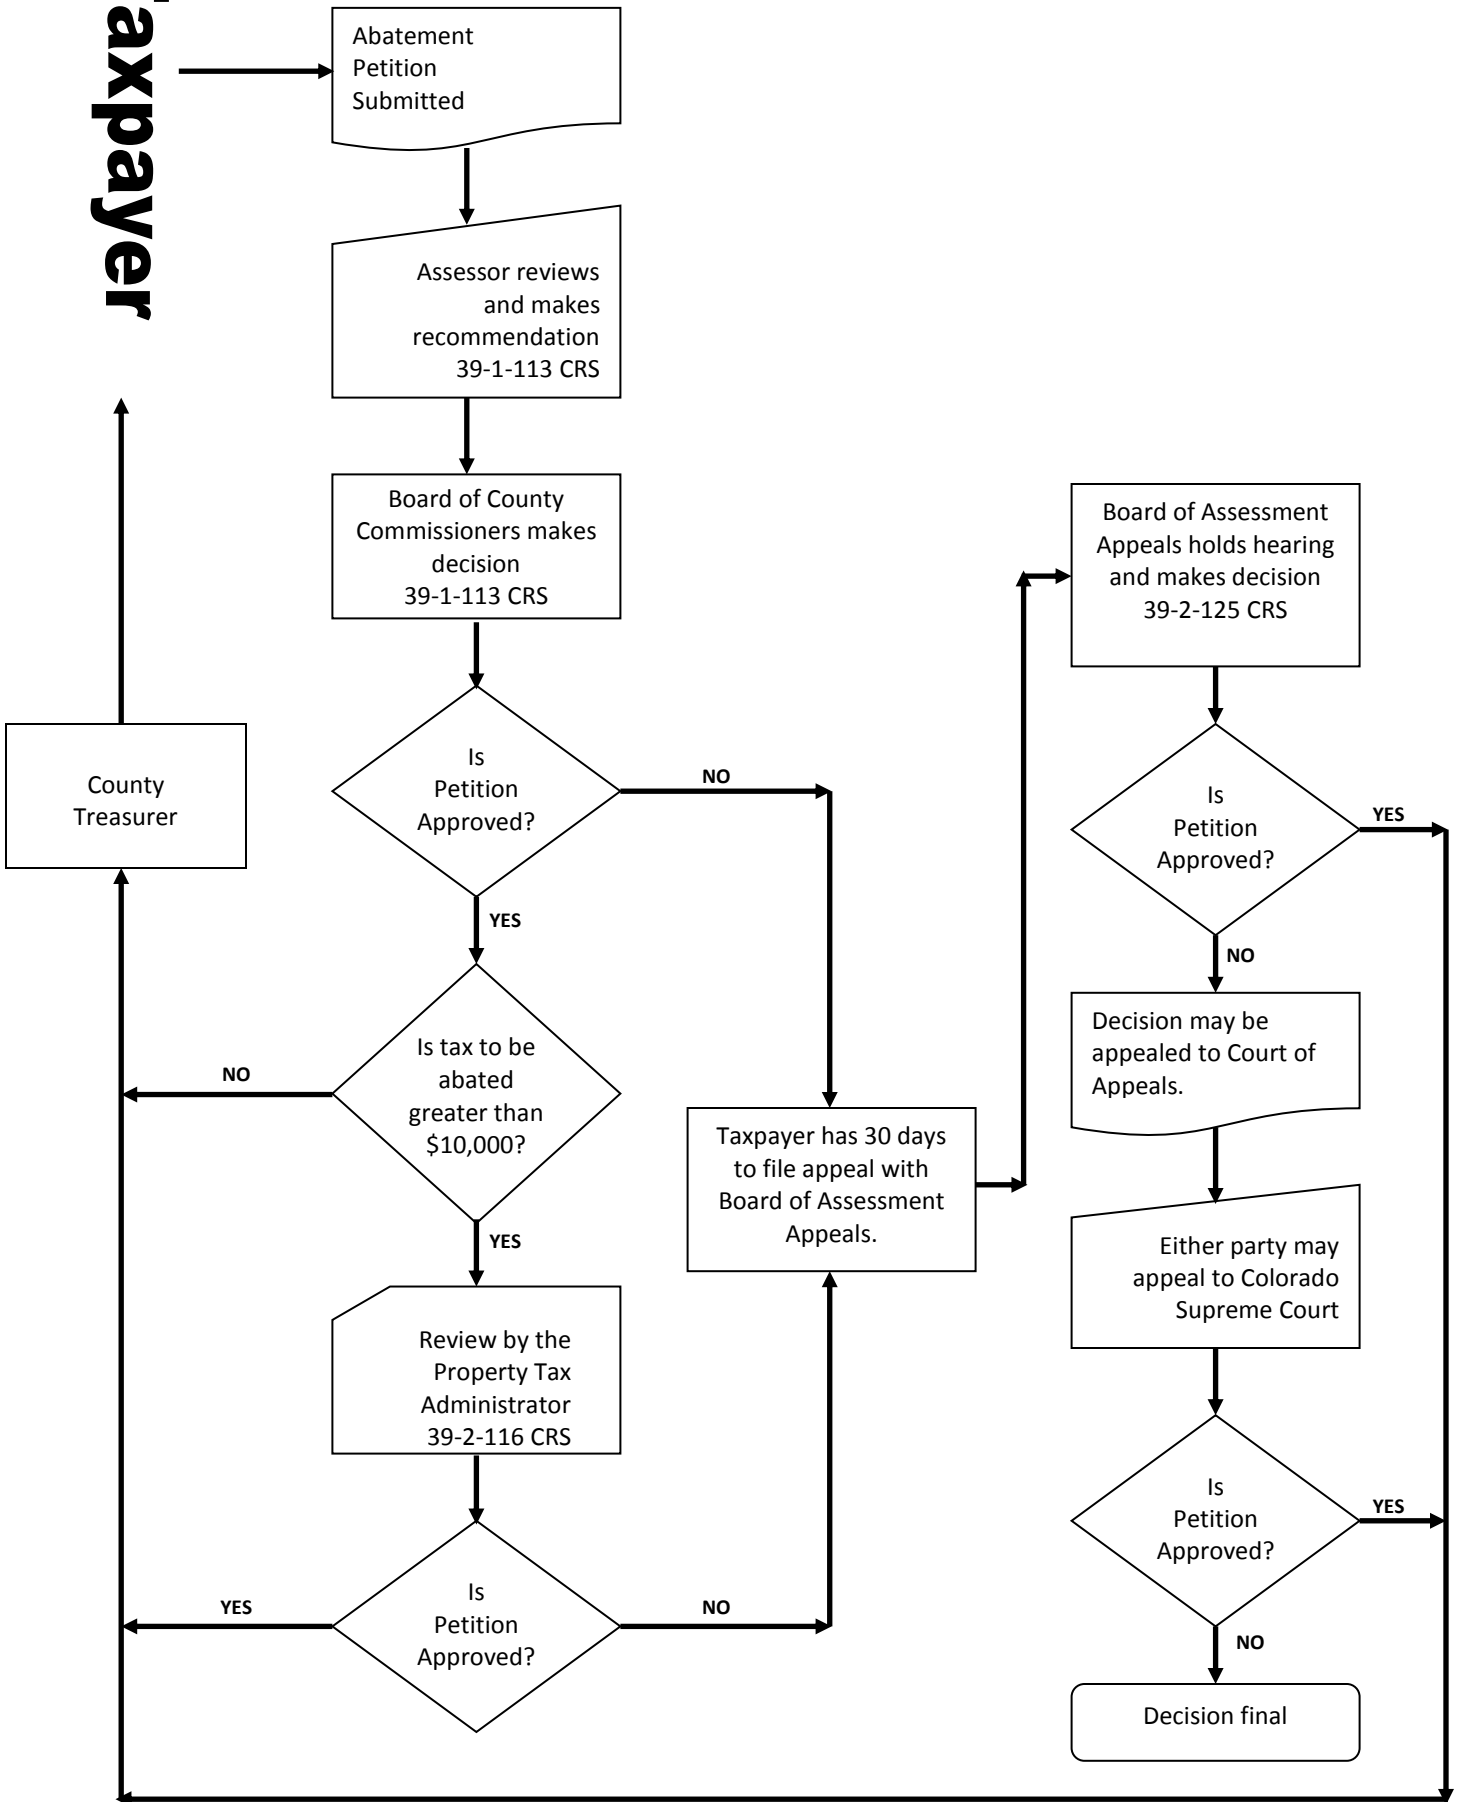 Taxpayer
Abatement
Petition
Submitted
Assessor reviews
and makes
recommendation
39-1-113 CRS
Board of County
Commissioners makes
decision
39-1-113 CRS
Is
Petition
Approved?
NO
YES
County
Treasurer
Is tax to be
abated
greater than
$10,000?
NO
YES
Review by the
Property Tax
Administrator
39-2-116 CRS
Is
Petition
Approved?
YES
NO
Taxpayer has 30 days
to file appeal with
Board of Assessment
Appeals.
Board of Assessment
Appeals holds hearing
and makes decision
39-2-125 CRS
Is
Petition
Approved?
YES
NO
Decision may be
appealed to Court of
Appeals.
Either party may
appeal to Colorado
Supreme Court
Is
Petition
Approved?
YES
NO
Decision final